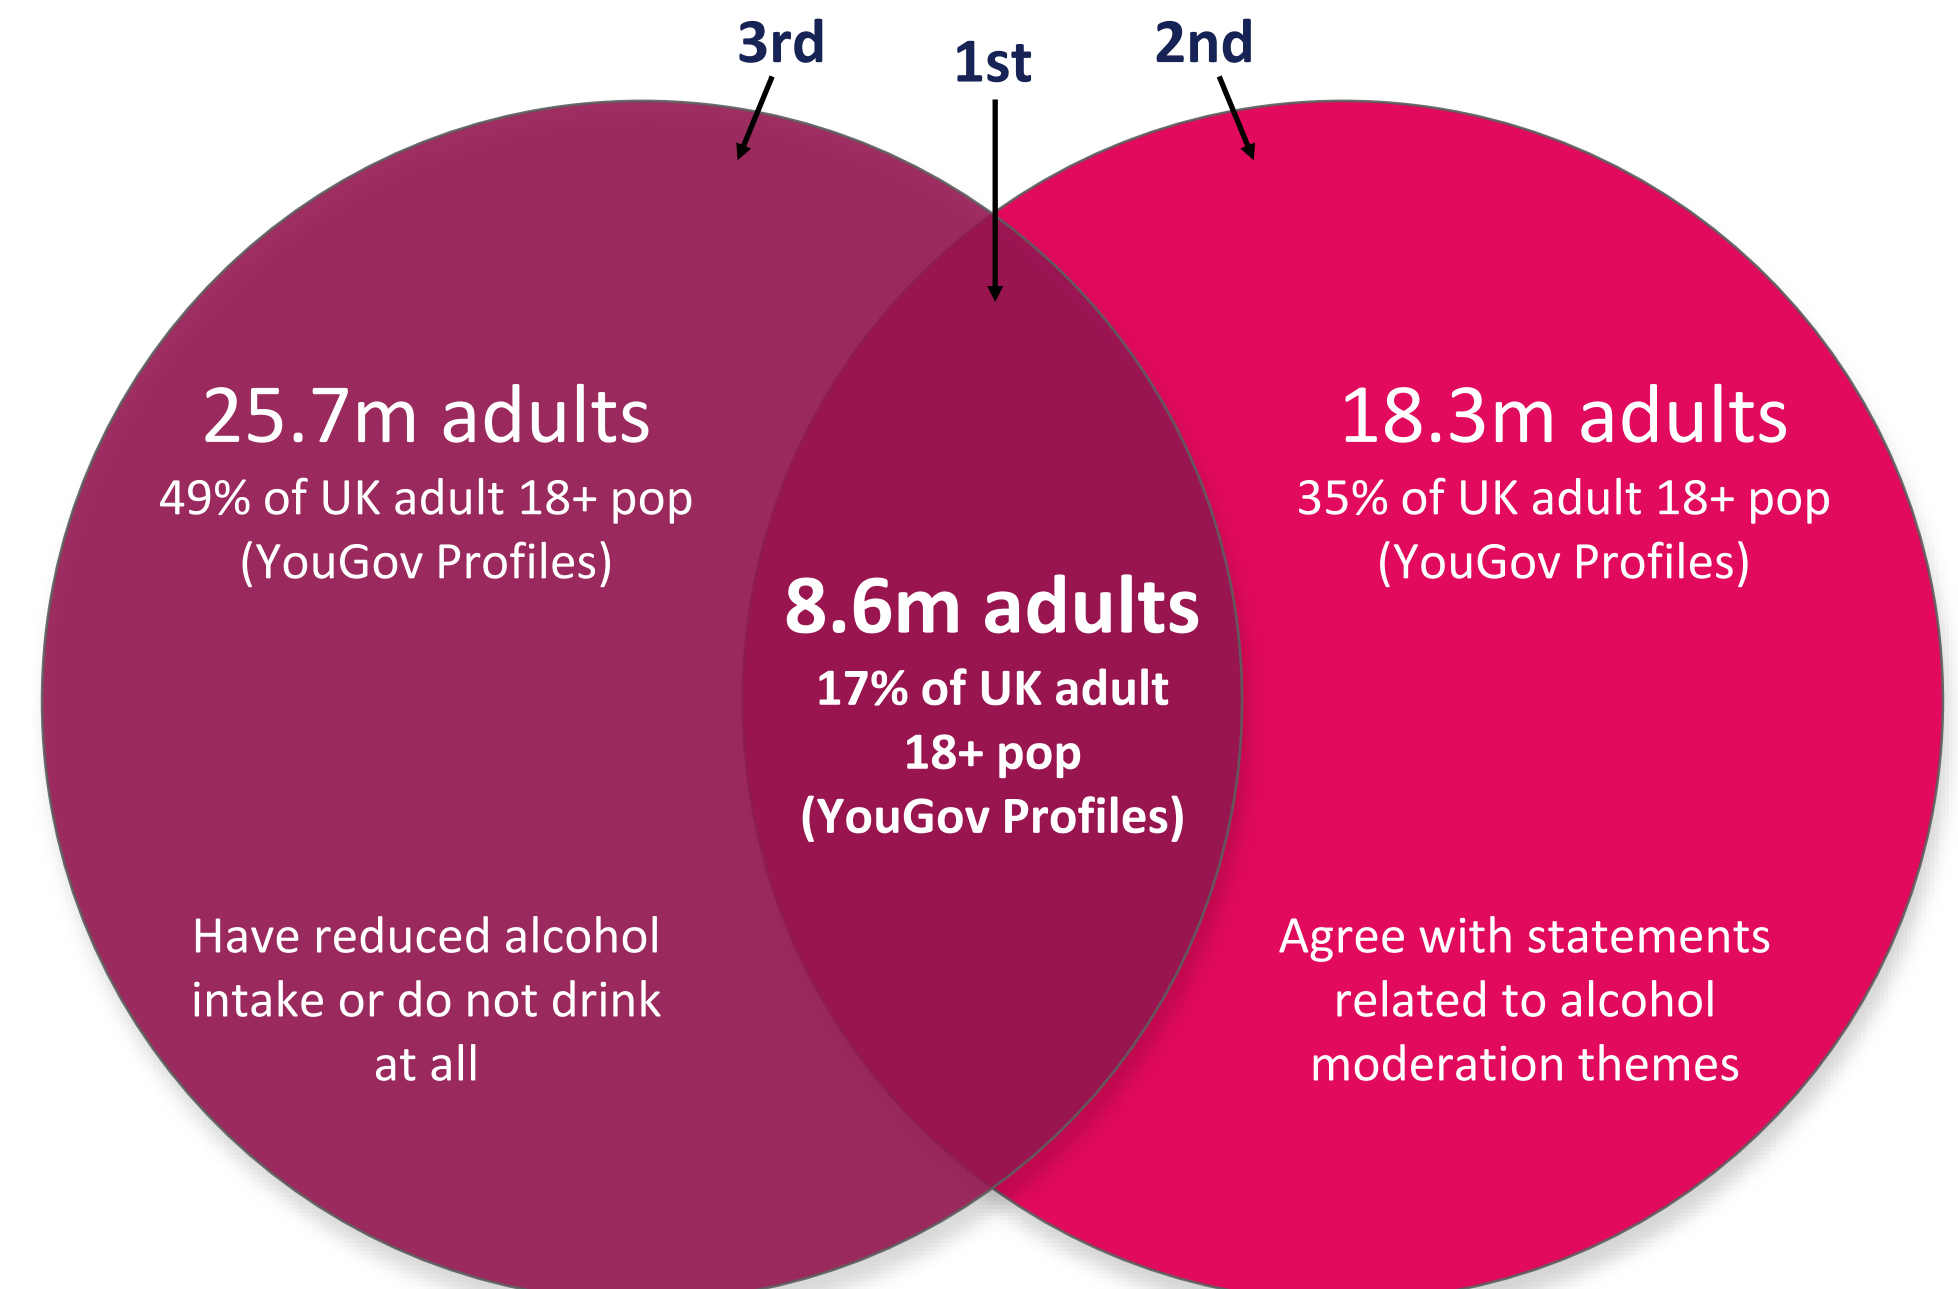 3rd
1st
2nd
25.7m adults
49% of UK adult 18+ pop
(YouGov Profiles)
18.3m adults
35% of UK adult 18+ pop
(YouGov Profiles)
8.6m adults
17% of UK adult
18+ pop
(YouGov Profiles)
Have reduced alcohol
intake or do not drink
at all
Agree with statements
related to alcohol
moderation themes